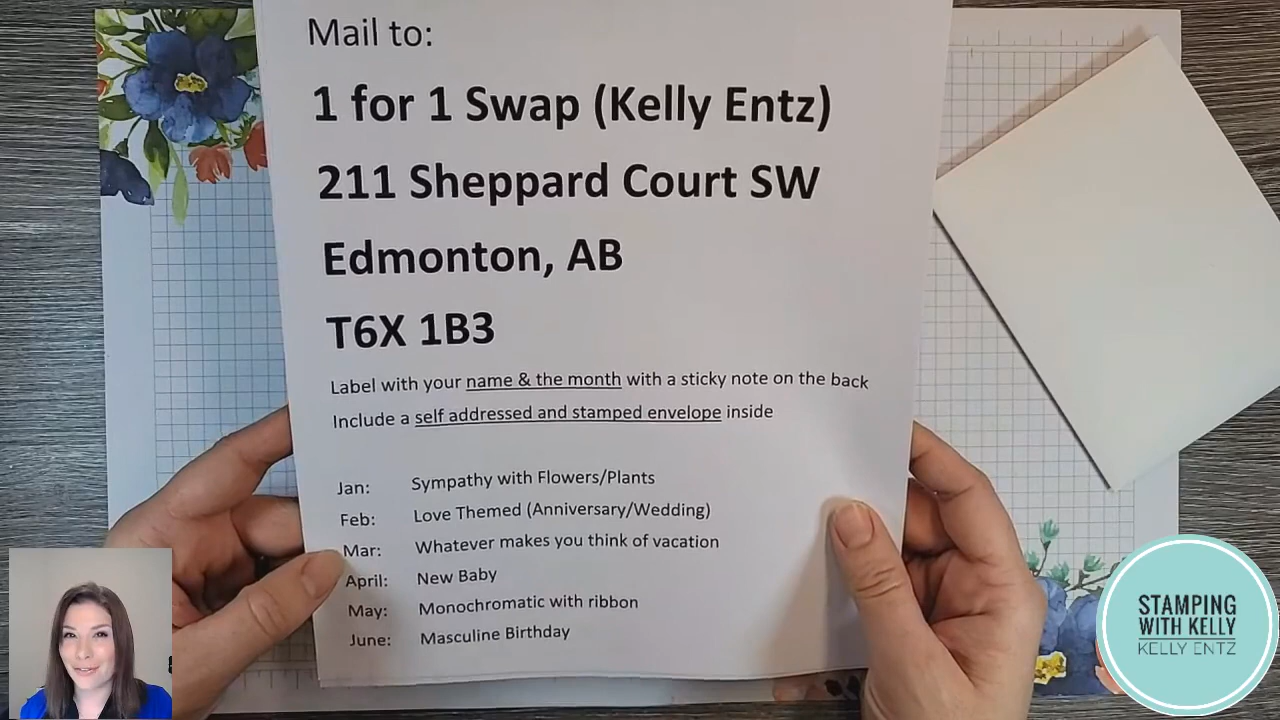 Mail to:
1 for 1 Swap (Kelly Entz)
211 Sheppard Court SW
Edmonton, AB
T6X 1B3
Label with your name & the month with a sticky note on the back
Include a self addressed and stamped envelope inside
Jan: Sympathy with Flowers/Plants
Feb: Love Themed (Anniversary/Wedding)
Mar: Whatever makes you think of vacation
April: New Baby
May: Monochromatic with ribbon
June: Masculine Birthday
STAMPING
WITH KELLY
KELLY ENTZ